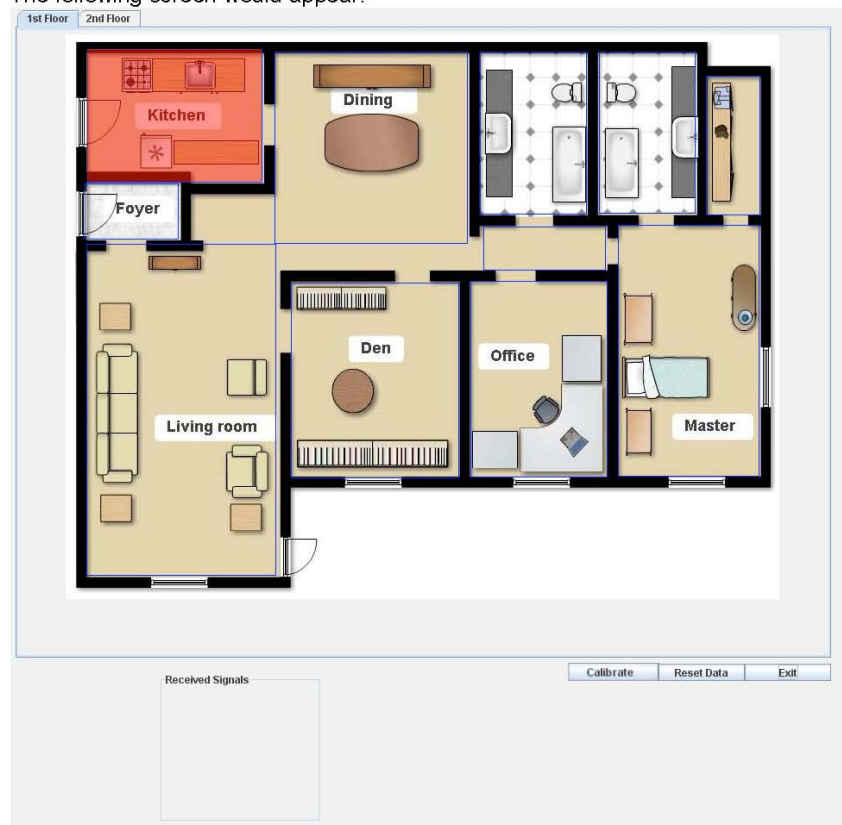 The following screen would appear:
1st Floor 2nd Floor
Kitchen
Dining
Foyer
Den
Office
Living room
Master
Calibrate Reset Data Exit
Received Signals